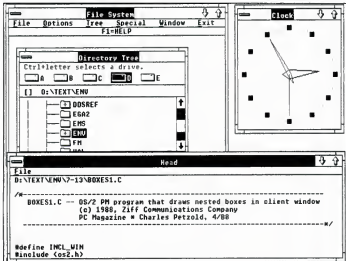 File System
File Options Tree Special Window Exit
F1=HELP
Directory Tree
Ctrl+letter selects a drive.
A B C D E
[] D:\TEXT\ENV
DOSREF
EGA2
EMS
ENV
FM
Clock
Head
File
D:\TEXT\ENV\7-13\BOXES1.C
/*------------------------------------------------------------
BOXES1.C -- OS/2 PM program that draws nested boxes in client window
(c) 1988, Ziff Communications Company
PC Magazine * Charles Petzold, 4/88
------------------------------------------------------------*/
#define INCL_WIN
#include <os2.h>